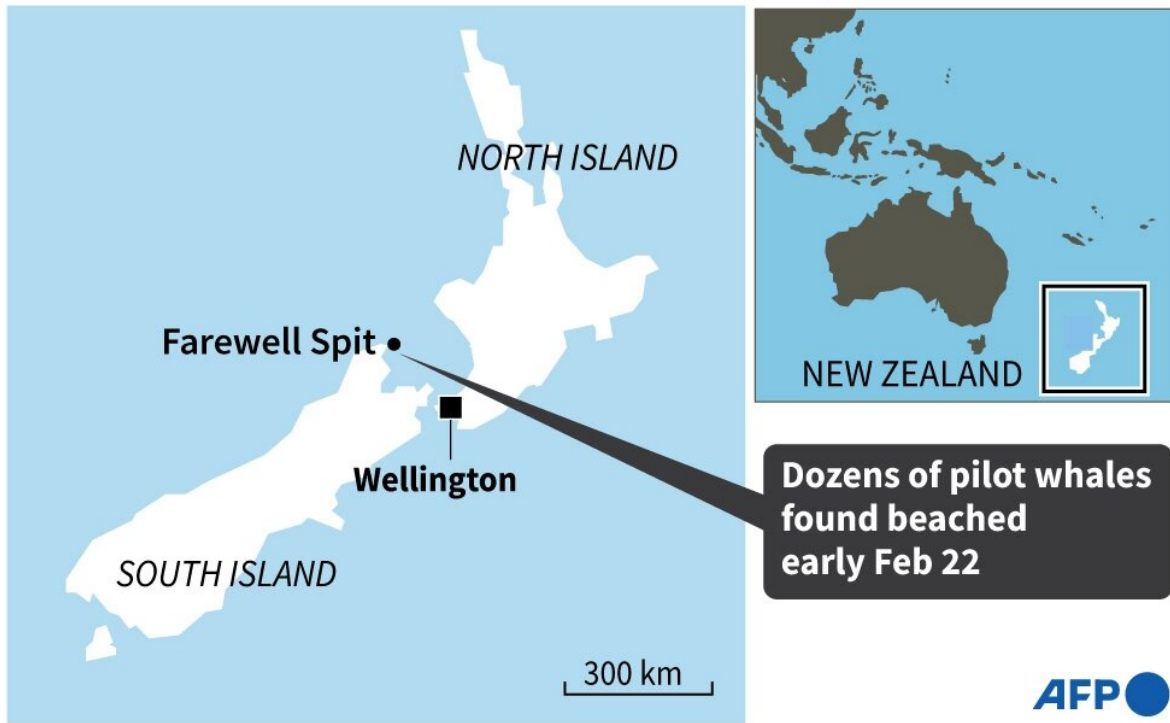 NORTH ISLAND
Farewell Spit
Wellington
SOUTH ISLAND
300 km
NEW ZEALAND
Dozens of pilot whales
found beached
early Feb 22
AFP